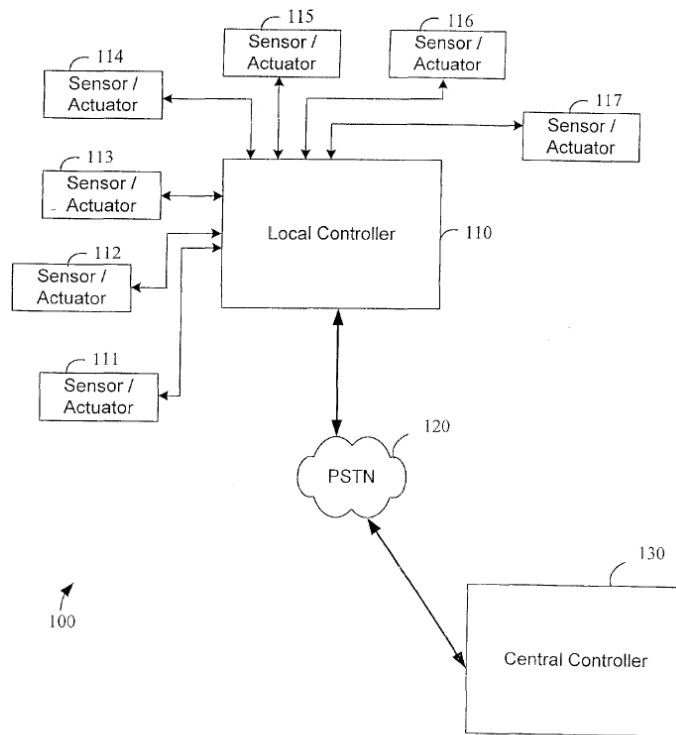 115
Sensor /
Actuator
116
Sensor /
Actuator
114
Sensor /
Actuator
117
Sensor /
Actuator
113
Sensor /
Actuator
Local Controller
110
112
Sensor /
Actuator
111
Sensor /
Actuator
120
PSTN
130
100
Central Controller